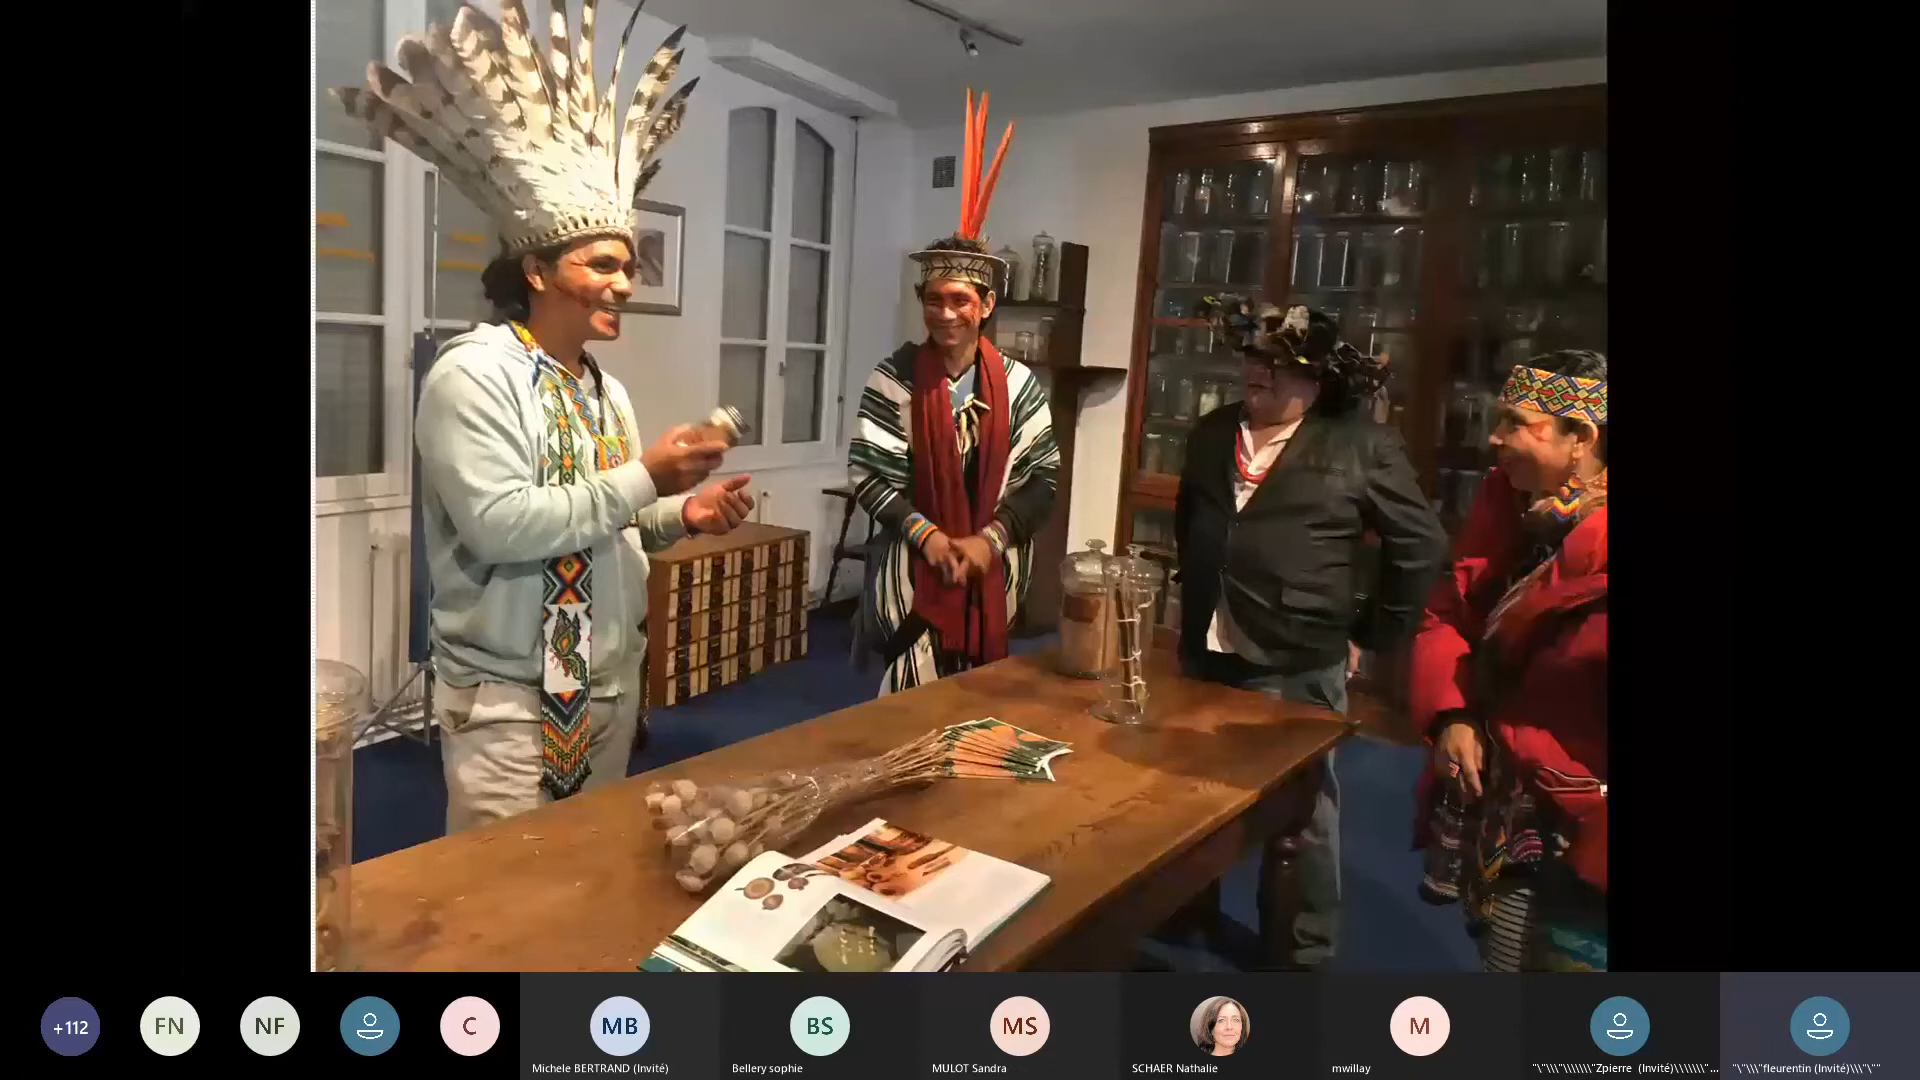 +112
FN
NF
C
MB
BS
MS
M
Michele BERTRAND (Invité)
Bellery sophie
MULOT Sandra
SCHAER Nathalie
mwillay
"\"\\\"\\\\\\\"Zpierre (Invité)\\\\\\\"...
"\"\\\"fleurentin (Invité)\\\"\""